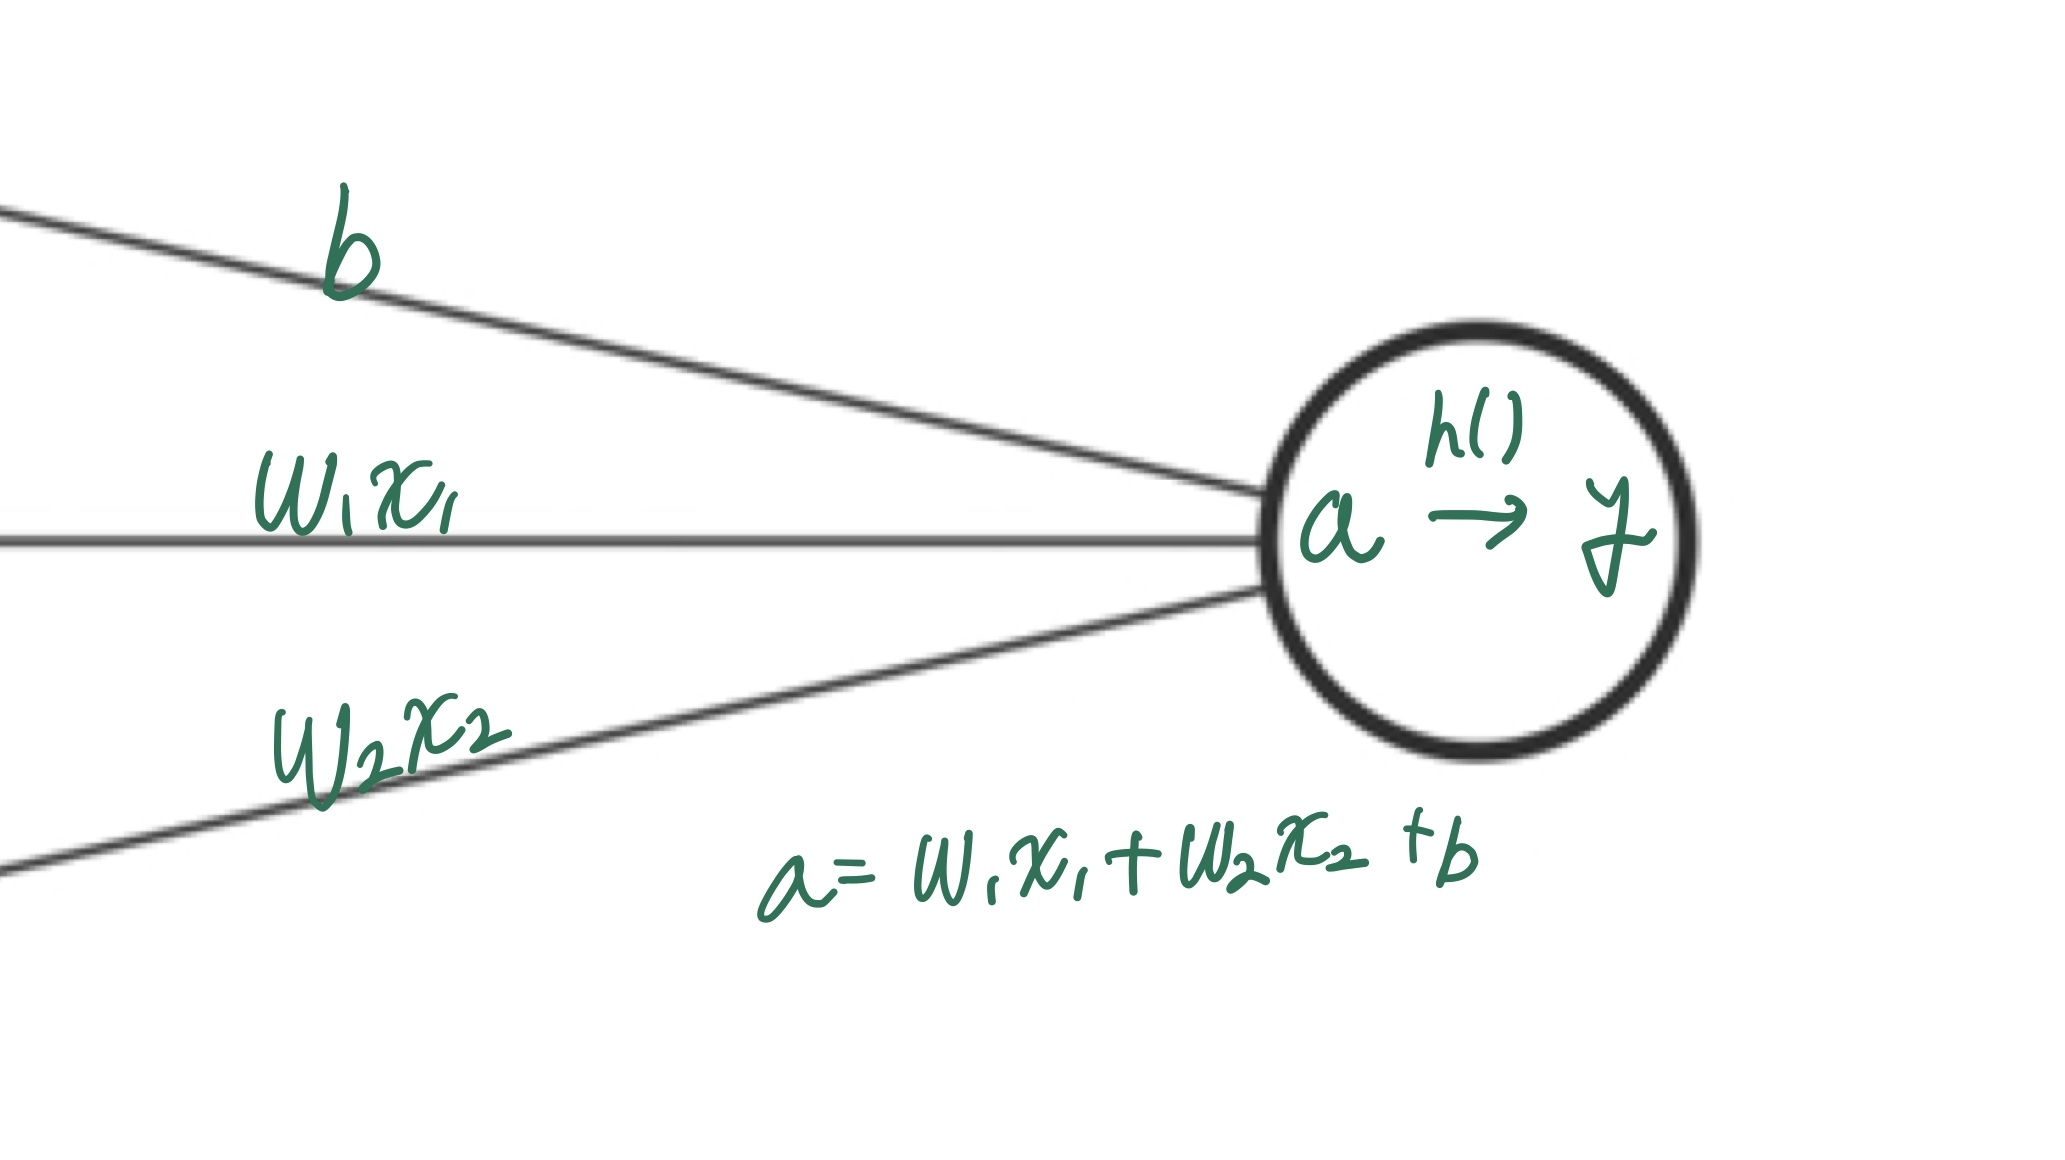 b
w₁x₁
h()
a → y
w₂x₂
a = w₁x₁ + w₂x₂ + b